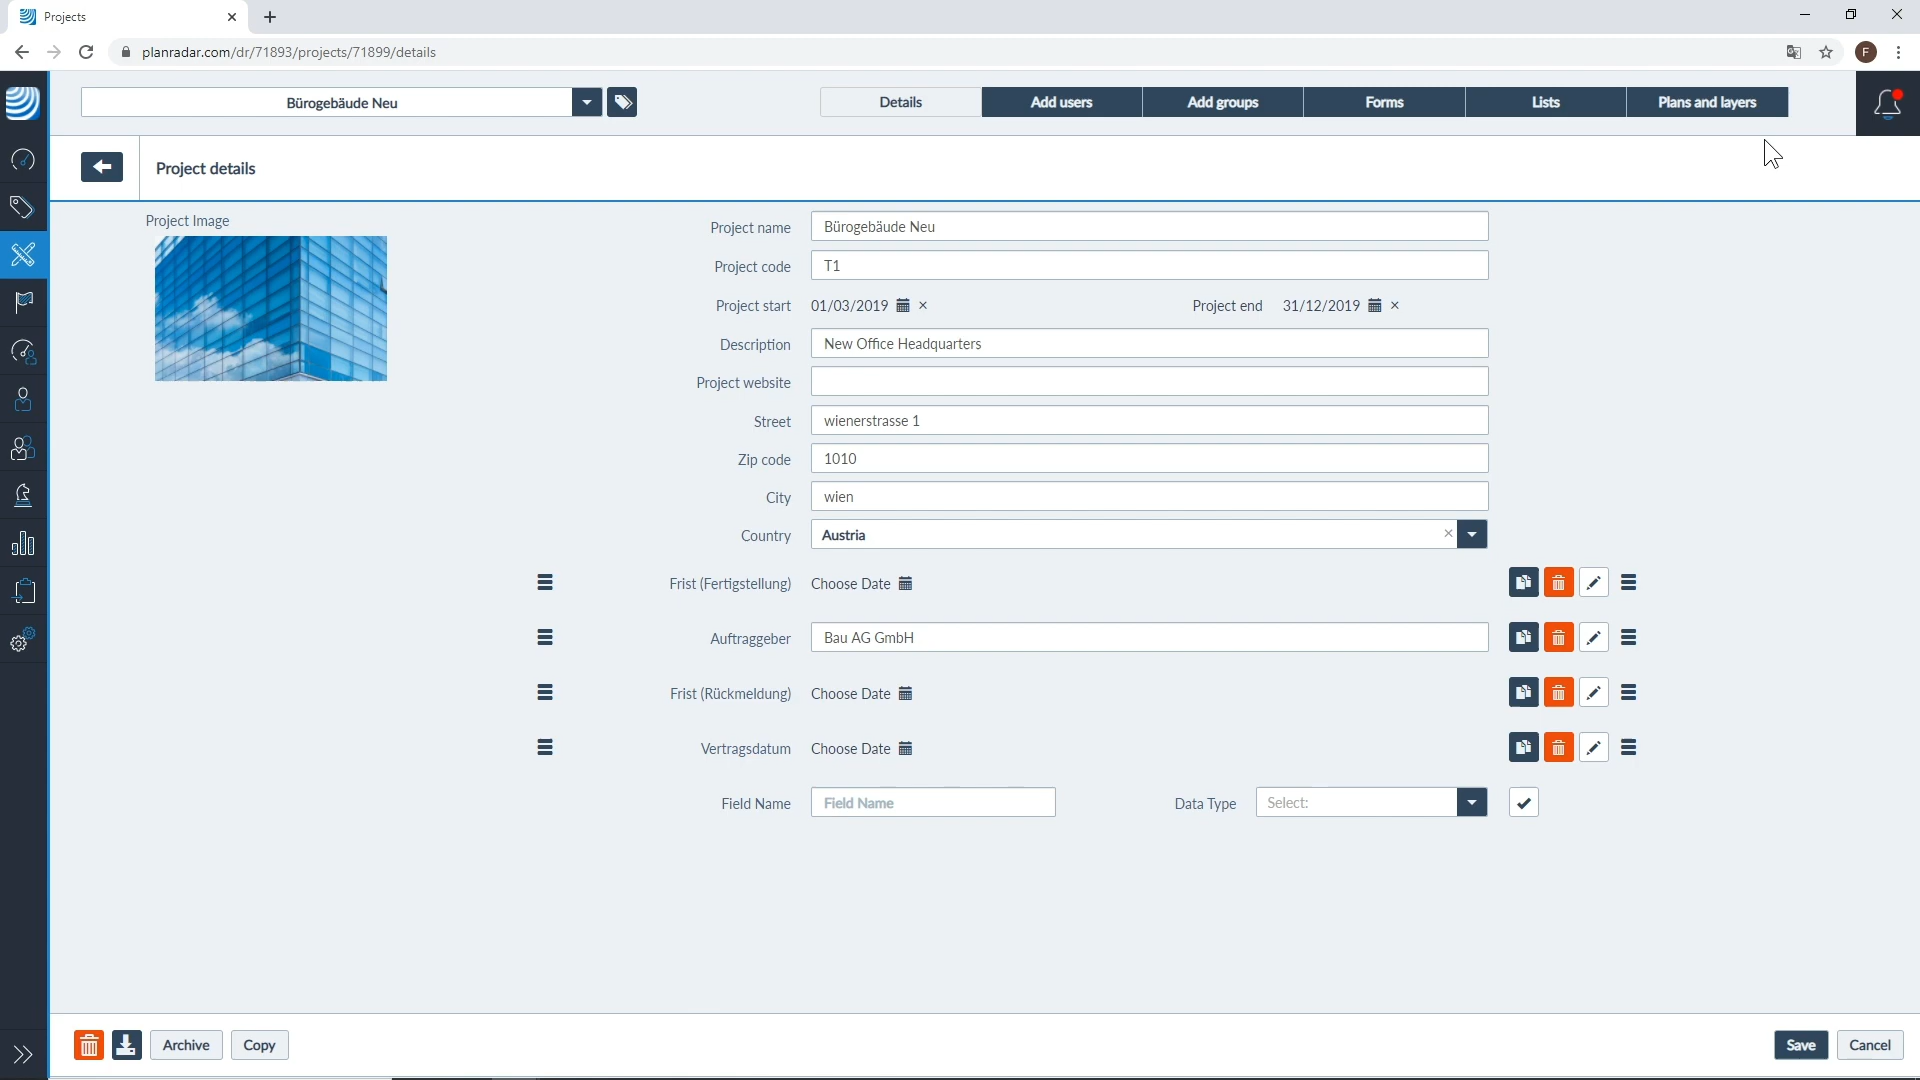 Projects
planradar.com/dr/71893/projects/71899/details
F
Bürogebäude Neu
Details
Add users
Add groups
Forms
Lists
Plans and layers
Project details
Project Image
Project name
Bürogebäude Neu
Project code
T1
Project start
01/03/2019
Project end
31/12/2019
Description
New Office Headquarters
Project website
Street
wienerstrasse 1
Zip code
1010
City
wien
Country
Austria
Frist (Fertigstellung)
Choose Date
Auftraggeber
Bau AG GmbH
Frist (Rückmeldung)
Choose Date
Vertragsdatum
Choose Date
Field Name
Field Name
Data Type
Select:
Archive
Copy
Save
Cancel